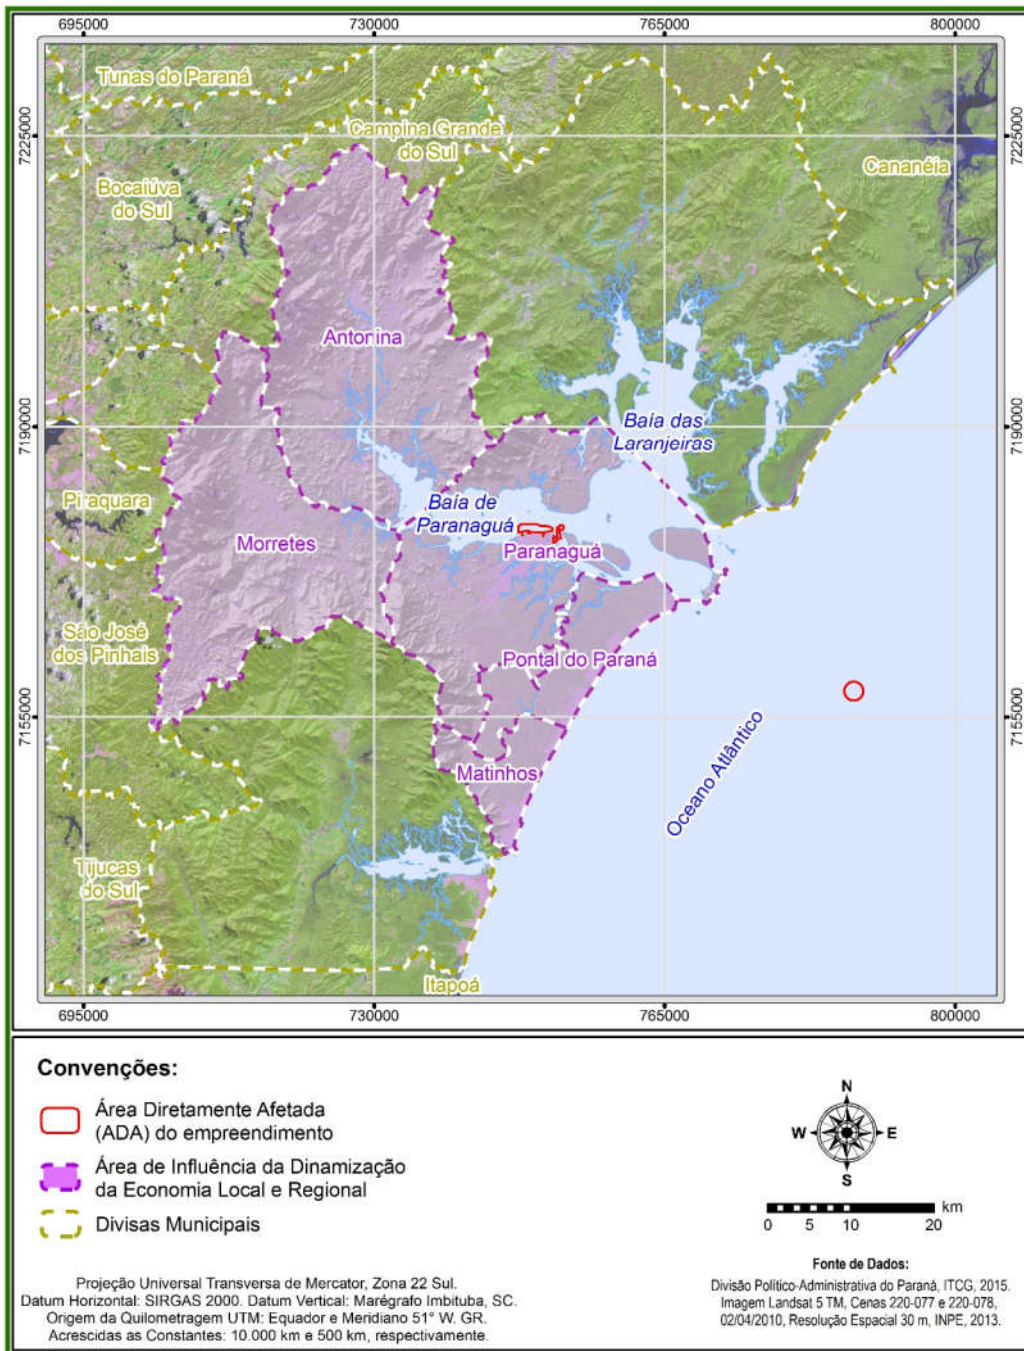 695000
730000
765000
800000
7225000
7225000
7190000
7190000
7155000
7155000
Tunas do Paraná
Campina Grande
do Sul
Cananéia
Bocaiúva
do Sul
Antonina
Baía das
Laranjeiras
Piraquara
Baía de
Paranaguá
Morretes
Paranaguá
São José
dos Pinhais
Pontal do Paraná
Matinhos
Oceano Atlântico
Tijucas
do Sul
Itapoá
695000
730000
765000
800000
Convenções:
Área Diretamente Afetada
(ADA) do empreendimento
Área de Influência da Dinamização
da Economia Local e Regional
Divisas Municipais
N
W
E
S
km
0
5
10
20
Projeção Universal Transversa de Mercator, Zona 22 Sul.
Datum Horizontal: SIRGAS 2000. Datum Vertical: Marégrafo Imbituba, SC.
Origem da Quilometragem UTM: Equador e Meridiano 51° W. GR.
Acrescidas as Constantes: 10.000 km e 500 km, respectivamente.
Fonte de Dados:
Divisão Político-Administrativa do Paraná, ITCG, 2015.
Imagem Landsat 5 TM, Cenas 220-077 e 220-078,
02/04/2010, Resolução Espacial 30 m, INPE, 2013.